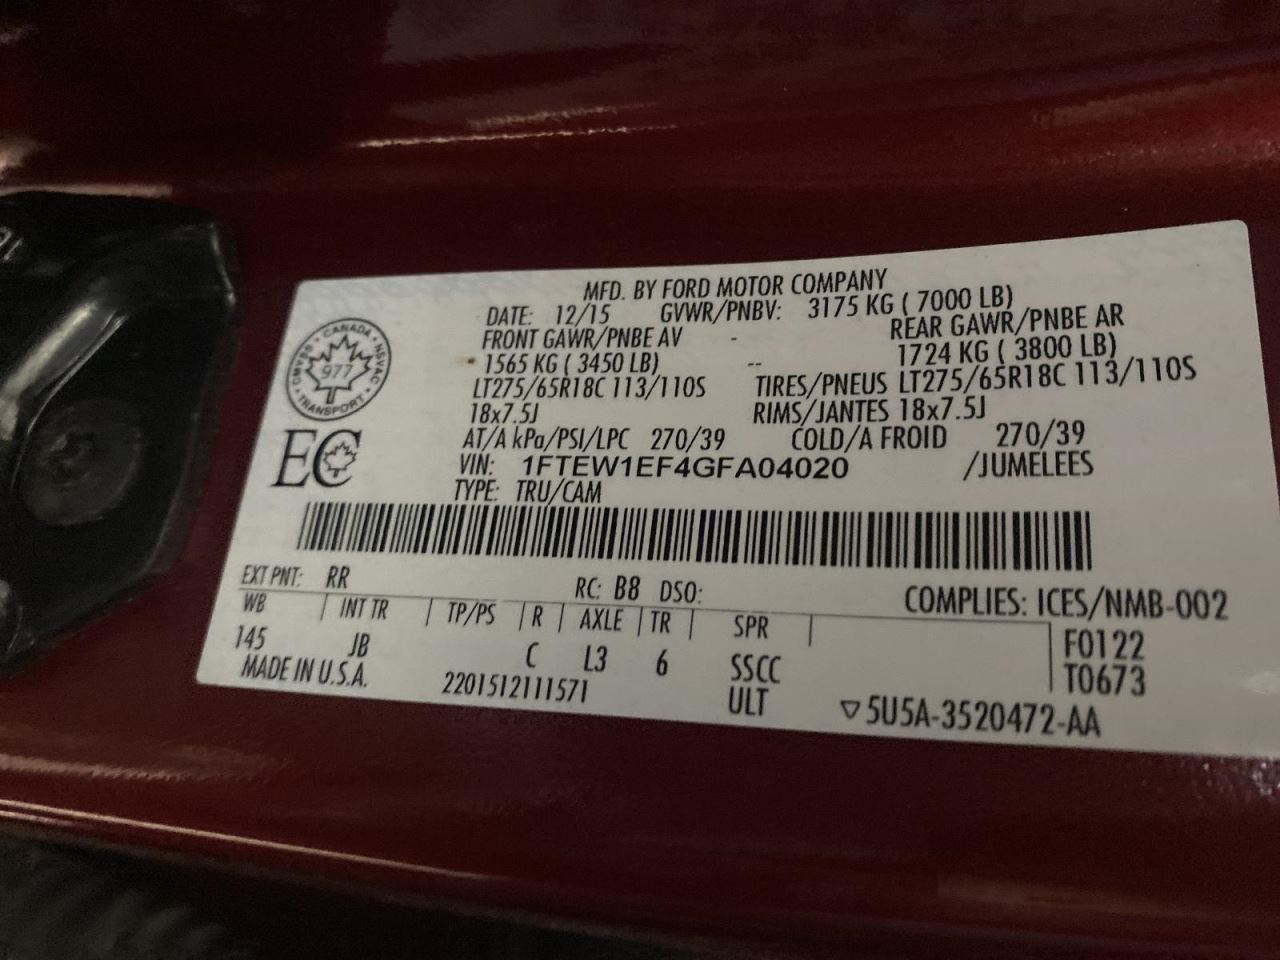 MFD. BY FORD MOTOR COMPANY
DATE: 12/15 GVWR/PNBV: 3175 KG ( 7000 LB)
FRONT GAWR/PNBE AV - REAR GAWR/PNBE AR
1565 KG ( 3450 LB) -- 1724 KG ( 3800 LB)
LT275/65R18C 113/110S TIRES/PNEUS LT275/65R18C 113/110S
18x7.5J RIMS/JANTES 18x7.5J
AT/A kPa/PSI/LPC 270/39 COLD/A FROID 270/39
VIN: 1FTEW1EF4GFA04020 /JUMELEES
TYPE: TRU/CAM
CANADA · NSVAC · TRANSPORT · CMVSS
977
EC
EXT PNT: RR RC: B8 DSO: COMPLIES: ICES/NMB-002
WB | INT TR | TP/PS | R | AXLE | TR | SPR | F0122
145 JB C L3 6 SSCC T0673
MADE IN U.S.A. 2201512111571 ULT ▽5U5A-3520472-AA